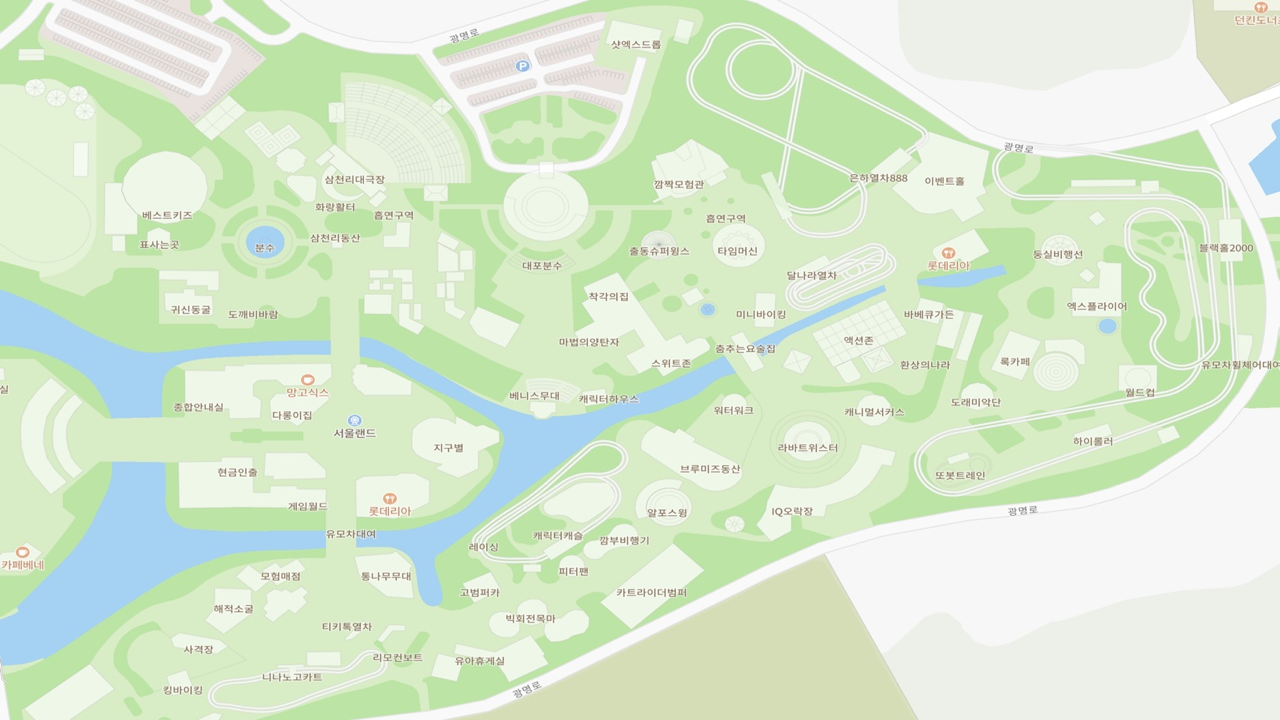 던킨도너
광명로
샷엑스드롭
P
광명로
삼천리대극장
깜짝모험관
은하열차888
이벤트홀
화랑활터
흡연구역
베스트키즈
흡연구역
표사는곳
분수
삼천리동산
출동슈퍼윙스
타임머신
블랙홀2000
대포분수
롯데리아
둥실비행선
달나라열차
착각의집
귀신동굴
도깨비바람
미니바이킹
바베큐가든
엑스플라이어
마법의양탄자
춤추는요술집
액션존
스위트존
환상의나라
록카페
유모차휠체어대여
실
망고식스
베니스무대
캐릭터하우스
월드컵
종합안내실
다롱이집
워터워크
캐니멀서커스
도래미악단
서울랜드
지구별
라바트위스터
하이롤러
현금인출
브루미즈동산
또봇트레인
게임월드
롯데리아
알포스윙
IQ오락장
광명로
유모차대여
캐릭터캐슬
깜부비행기
레이싱
카페베네
모험매점
통나무무대
피터팬
고범퍼카
카트라이더범퍼
해적소굴
빅회전목마
티키톡열차
사격장
리모컨보트
유아휴게실
니나노고카트
킹바이킹
광명로